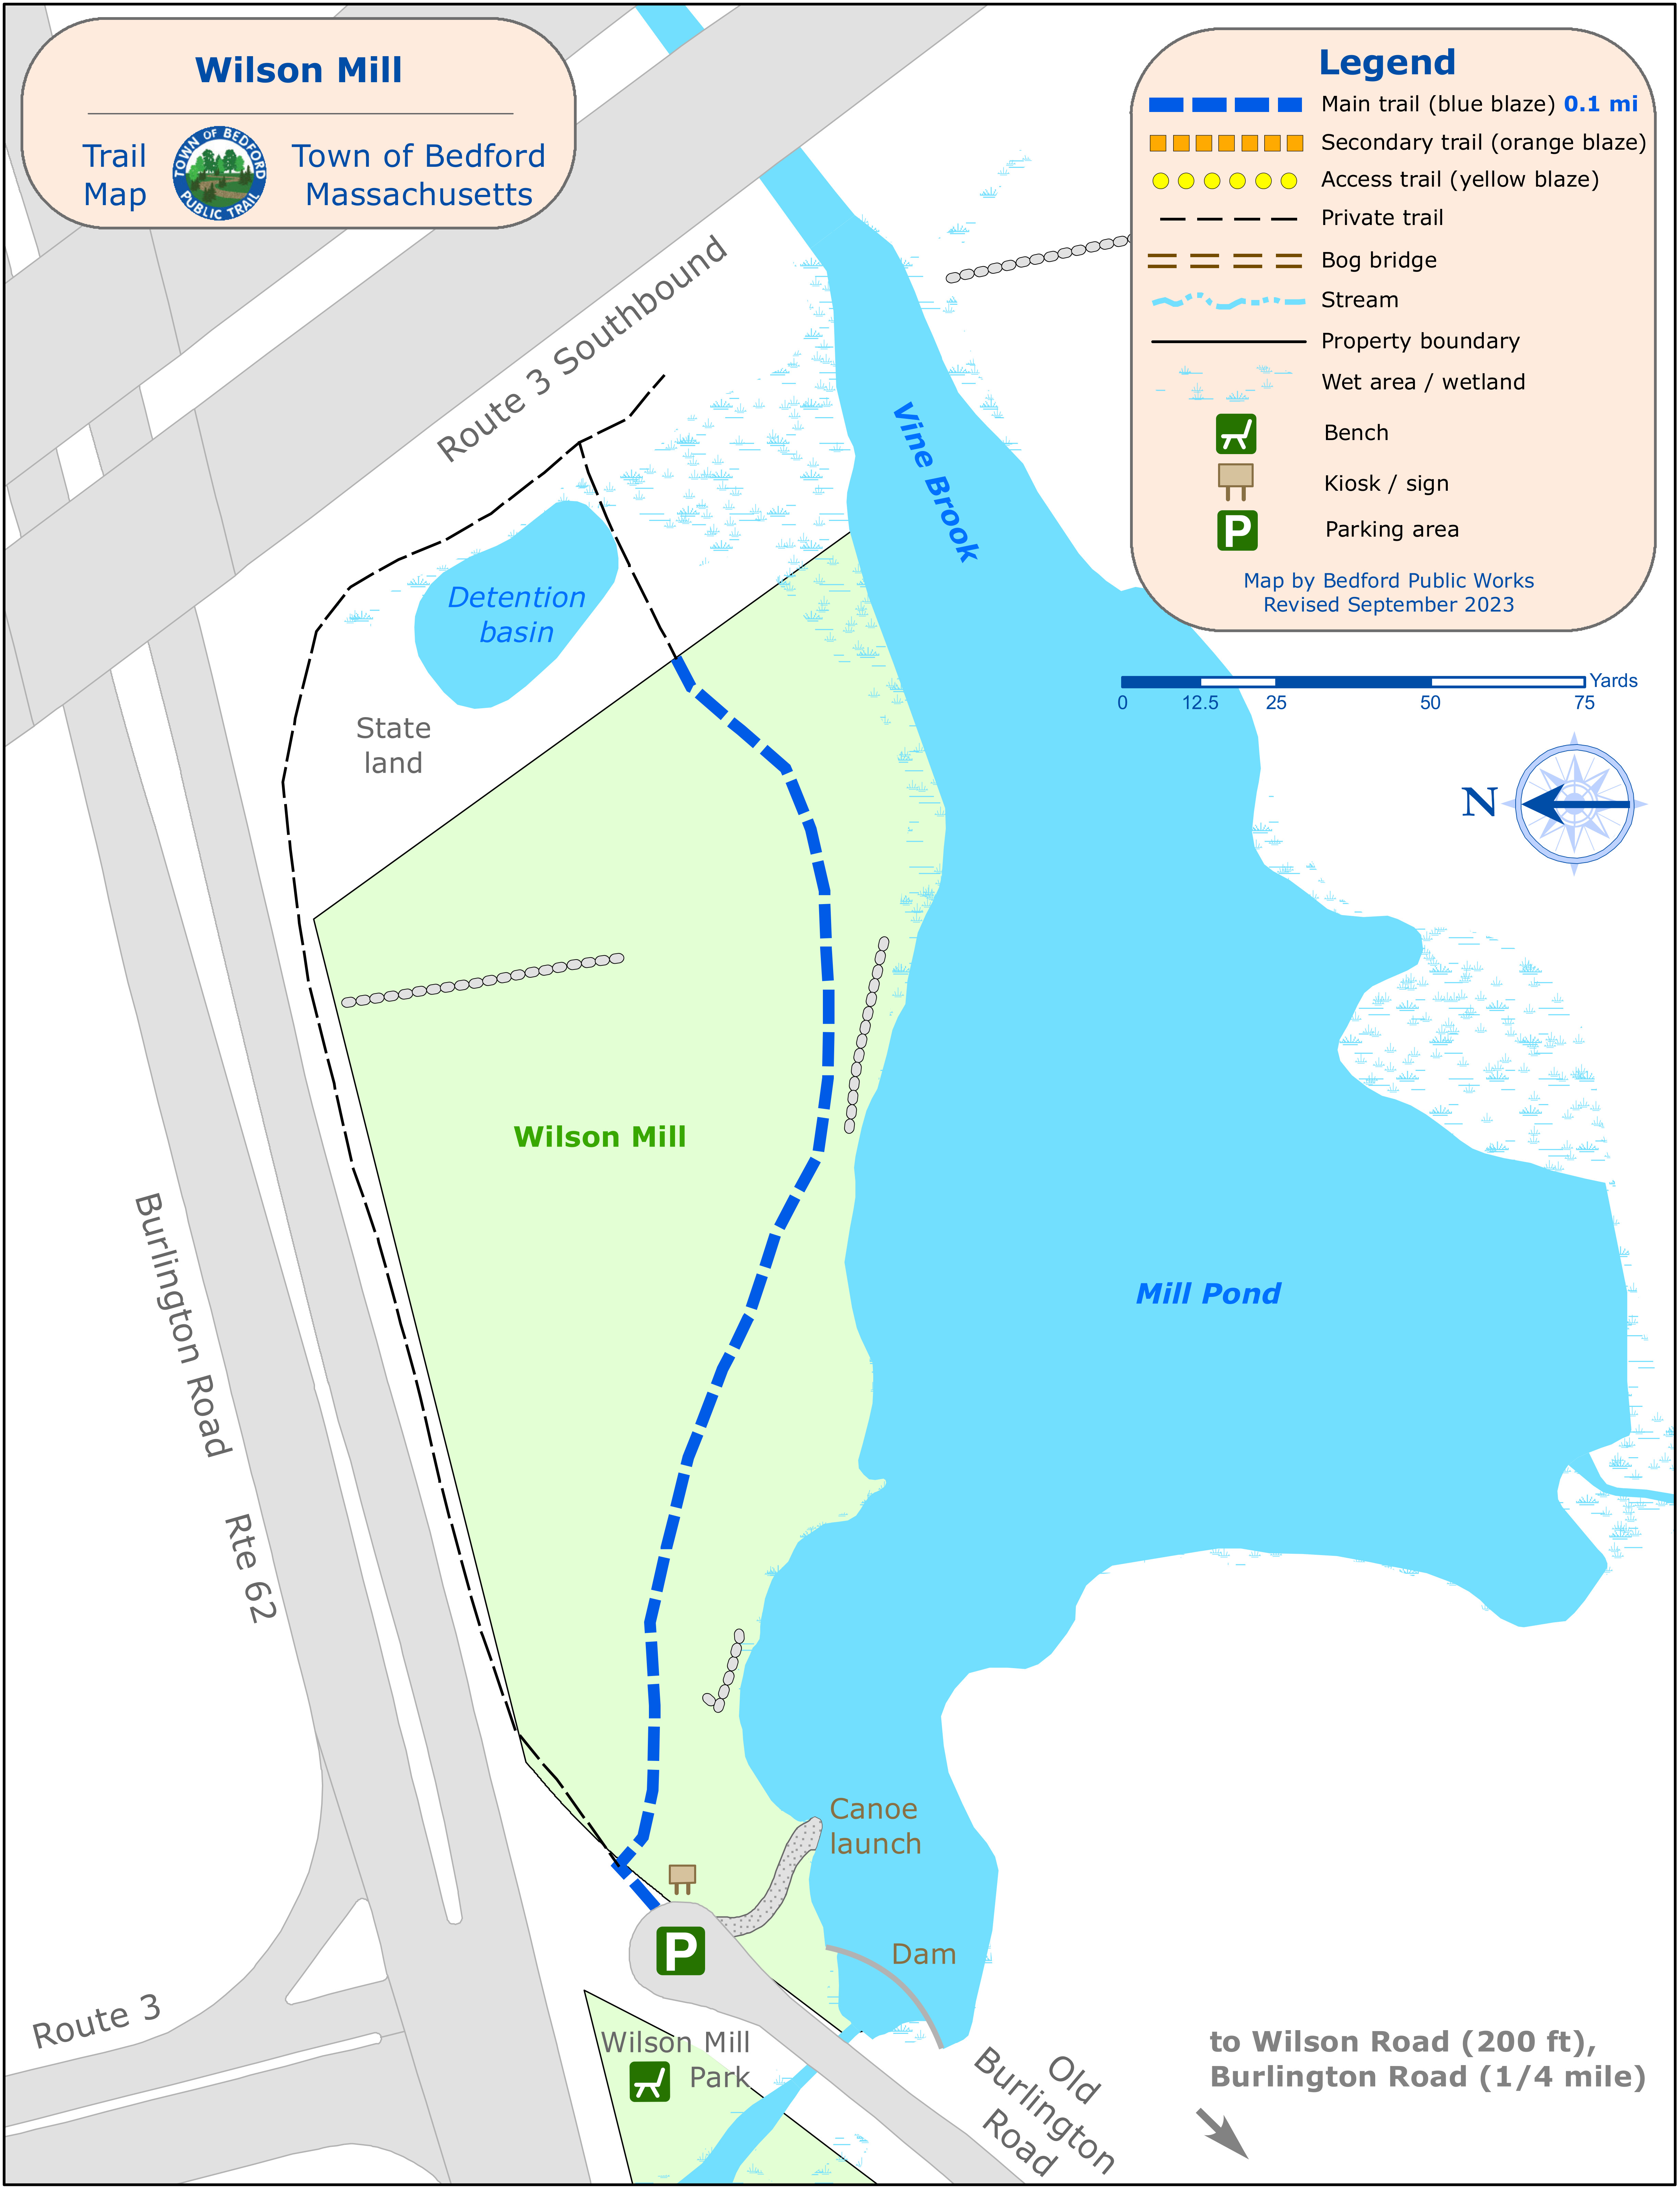 Wilson Mill
Trail
Map
TOWN OF BEDFORD
PUBLIC TRAIL
Town of Bedford
Massachusetts
Legend
Main trail (blue blaze) 0.1 mi
Secondary trail (orange blaze)
Access trail (yellow blaze)
Private trail
Bog bridge
Stream
Property boundary
Wet area / wetland
Bench
Kiosk / sign
P Parking area
Map by Bedford Public Works
Revised September 2023
Yards
0 12.5 25 50 75
N
Route 3 Southbound
Vine Brook
Detention
basin
State
land
Wilson Mill
Burlington Road Rte 62
Mill Pond
Canoe
launch
P
Dam
Route 3
Wilson Mill
Park
Old
Burlington
Road
to Wilson Road (200 ft),
Burlington Road (1/4 mile)